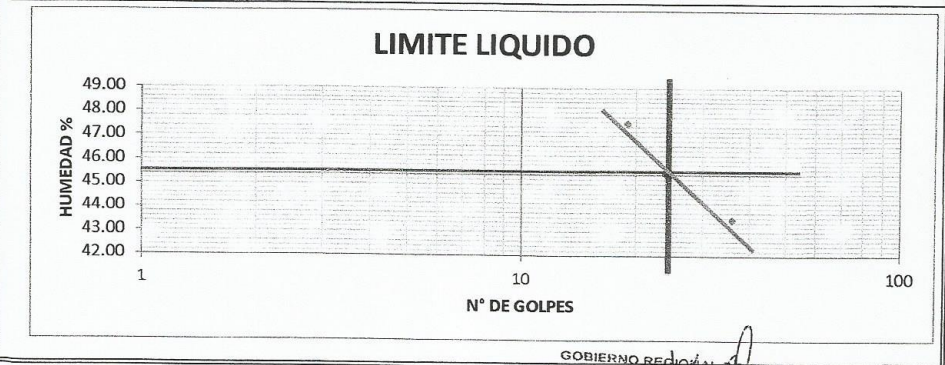 LIMITE LIQUIDO
49.00
48.00
47.00
46.00
45.00
44.00
43.00
42.00
HUMEDAD %
1
10
100
N° DE GOLPES
GOBIERNO REGIONAL